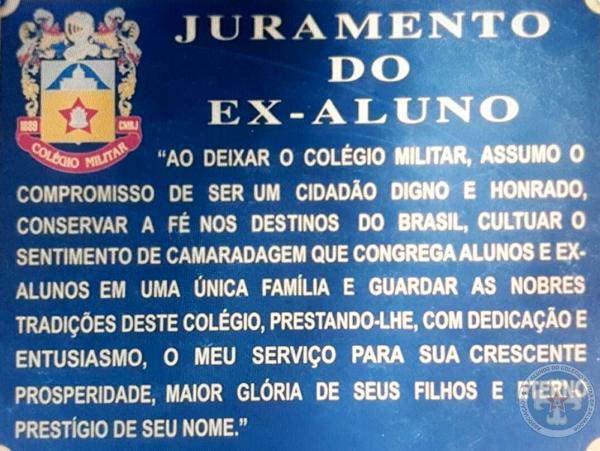 JURAMENTO
DO
EX-ALUNO
1889 CMRJ
COLÉGIO MILITAR
“AO DEIXAR O COLÉGIO MILITAR, ASSUMO O
COMPROMISSO DE SER UM CIDADÃO DIGNO E HONRADO,
CONSERVAR A FÉ NOS DESTINOS DO BRASIL, CULTUAR O
SENTIMENTO DE CAMARADAGEM QUE CONGREGA ALUNOS E EX-
ALUNOS EM UMA ÚNICA FAMÍLIA E GUARDAR AS NOBRES
TRADIÇÕES DESTE COLÉGIO, PRESTANDO-LHE, COM DEDICAÇÃO E
ENTUSIASMO, O MEU SERVIÇO PARA SUA CRESCENTE
PROSPERIDADE, MAIOR GLÓRIA DE SEUS FILHOS E ETERNO
PRESTÍGIO DE SEU NOME.”